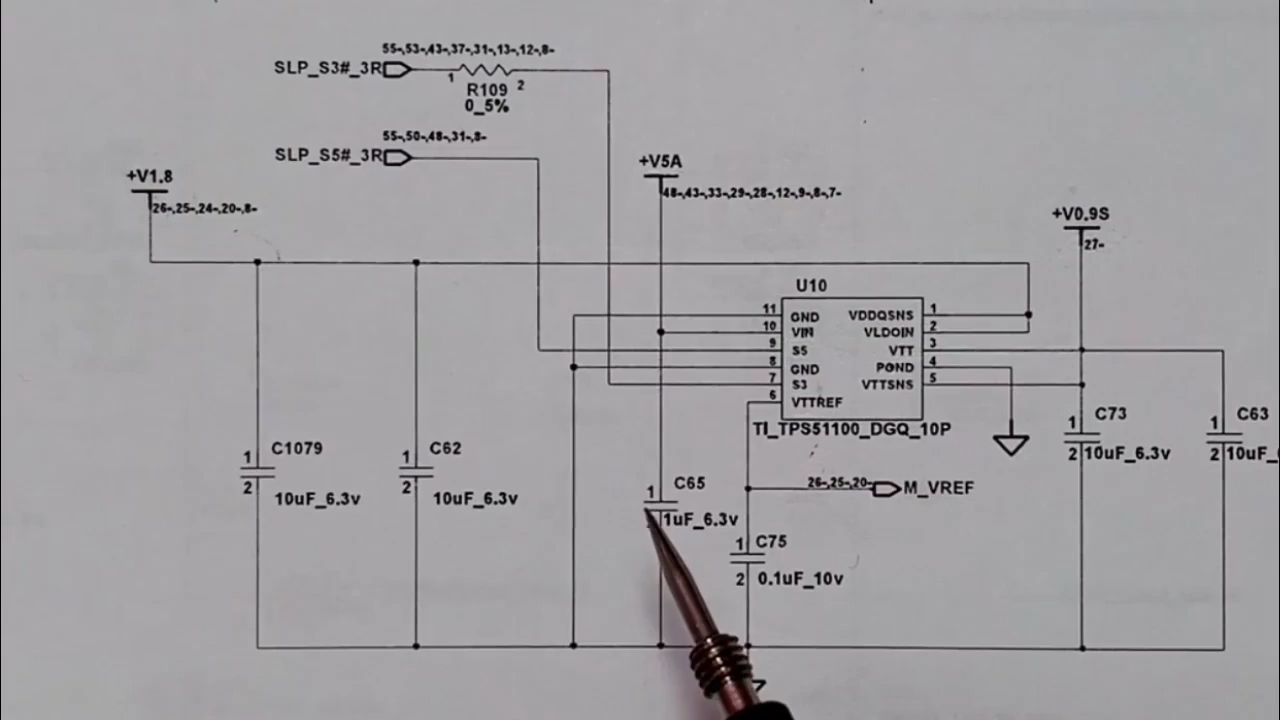 55-,53-,43-,37-,31-,13-,12-,8-
SLP_S3#_3R
1
2
R109
0_5%
55-,50-,48-,31-,8-
SLP_S5#_3R
+V1.8
26-,25-,24-,20-,8-
+V5A
48-,43-,33-,29-,28-,12-,9-,8-,7-
+V0.9S
27-
U10
11 GND VDDQSNS 1
10 VIN VLDOIN 2
9 S5 VTT 3
8 GND PGND 4
7 S3 VTTSNS 5
6 VTTREF
TI_TPS51100_DGQ_10P
1 C1079
2 10uF_6.3v
1 C62
2 10uF_6.3v
1 C65
1uF_6.3v
26-,25-,20-
M_VREF
1 C75
2 0.1uF_10v
1 C73
2 10uF_6.3v
1 C63
2 10uF_